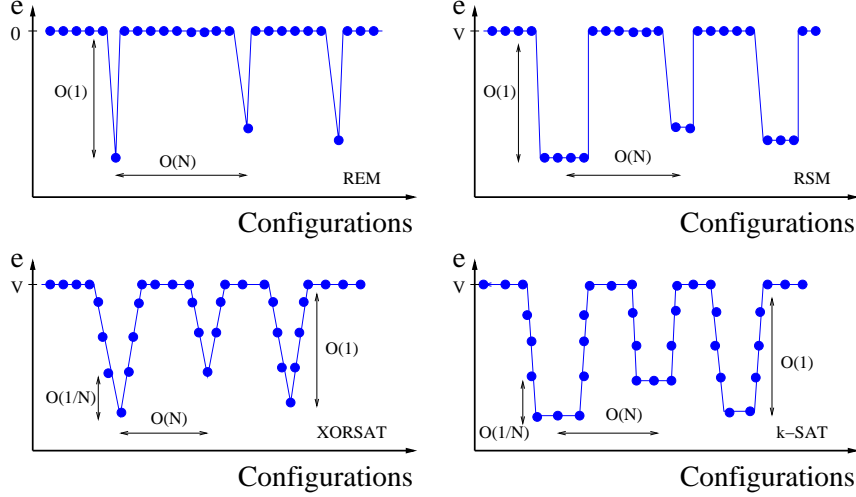 e
0
O(1)
O(N)
REM
Configurations
e
V
O(1)
O(N)
RSM
Configurations
e
V
O(1/N)
O(N)
O(1)
XORSAT
Configurations
e
V
O(1/N)
O(N)
O(1)
k-SAT
Configurations